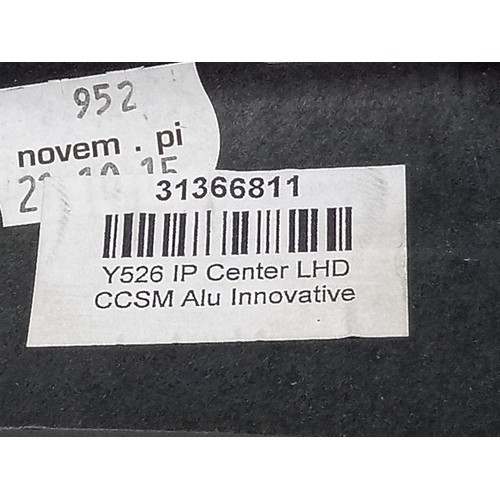 952
novem . pi
31366811
Y526 IP Center LHD
CCSM Alu Innovative